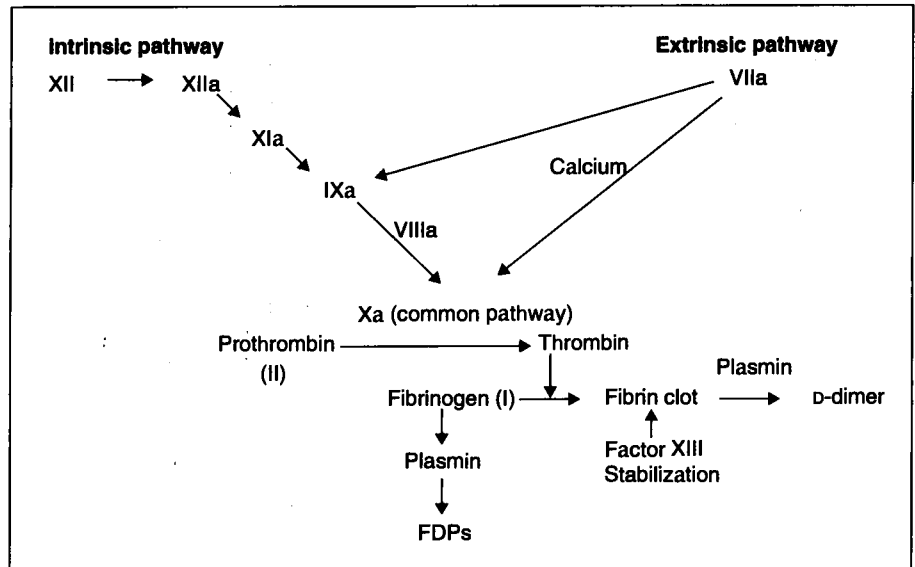 Intrinsic pathway
Extrinsic pathway
XII
XIIa
VIIa
XIa
Calcium
IXa
VIIIa
Xa (common pathway)
Prothrombin
Thrombin
(II)
Plasmin
Fibrinogen (I)
Fibrin clot
D-dimer
Plasmin
Factor XIII
Stabilization
FDPs